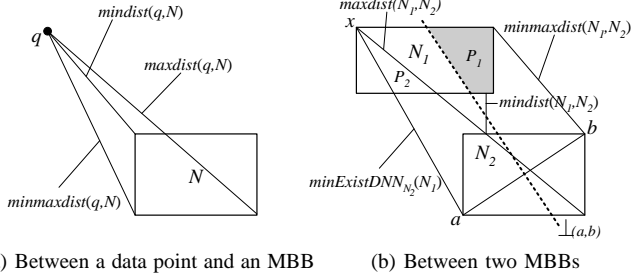 mindist(q,N)
q
maxdist(q,N)
N
minmaxdist(q,N)
) Between a data point and an MBB
maxdist(N1,N2)
x
minmaxdist(N1,N2)
N1
P1
P2
mindist(N1,N2)
b
N2
minExistDNNN2(N1)
a
⊥(a,b)
(b) Between two MBBs